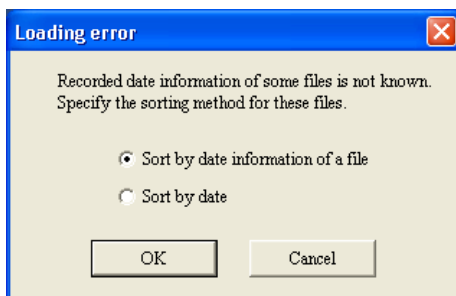 Loading error
Recorded date information of some files is not known.
Specify the sorting method for these files.
Sort by date information of a file
Sort by date
OK
Cancel